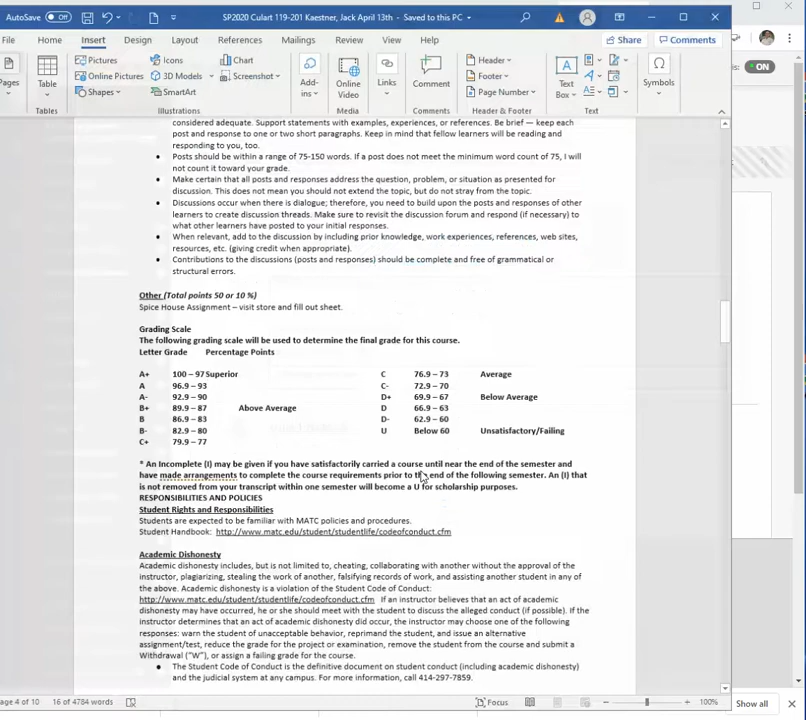 AutoSave Off SP2020 Culart 119-201 Kaestner, Jack April 13th - Saved to this PC
File Home Insert Design Layout References Mailings Review View Help Share Comments
Pages Table Pictures Online Pictures Shapes Icons 3D Models SmartArt Chart Screenshot Add-ins Online Video Links Comment Header Footer Page Number Text Box Symbols
ON
Tables Illustrations Media Comments Header & Footer Text
considered adequate. Support statements with examples, experiences, or references. Be brief — keep each
post and response to one or two short paragraphs. Keep in mind that fellow learners will be reading and
responding to you, too.
• Posts should be within a range of 75-150 words. If a post does not meet the minimum word count of 75, I will
not count it toward your grade.
• Make certain that all posts and responses address the question, problem, or situation as presented for
discussion. This does not mean you should not extend the topic, but do not stray from the topic.
• Discussions occur when there is dialogue; therefore, you need to build upon the posts and responses of other
learners to create discussion threads. Make sure to revisit the discussion forum and respond (if necessary) to
what other learners have posted to your initial responses.
• When relevant, add to the discussion by including prior knowledge, work experiences, references, web sites,
resources, etc. (giving credit when appropriate).
• Contributions to the discussions (posts and responses) should be complete and free of grammatical or
structural errors.
Other (Total points 50 or 10 %)
Spice House Assignment – visit store and fill out sheet.
Grading Scale
The following grading scale will be used to determine the final grade for this course.
Letter Grade Percentage Points
A+ 100 – 97 Superior C 76.9 – 73 Average
A 96.9 – 93 C- 72.9 – 70
A- 92.9 – 90 D+ 69.9 – 67 Below Average
B+ 89.9 – 87 Above Average D 66.9 – 63
B 86.9 – 83 D- 62.9 – 60
B- 82.9 – 80 U Below 60 Unsatisfactory/Failing
C+ 79.9 – 77
* An Incomplete (I) may be given if you have satisfactorily carried a course until near the end of the semester and
have made arrangements to complete the course requirements prior to the end of the following semester. An (I) that
is not removed from your transcript within one semester will become a U for scholarship purposes.
RESPONSIBILITIES AND POLICIES
Student Rights and Responsibilities
Students are expected to be familiar with MATC policies and procedures.
Student Handbook: http://www.matc.edu/student/studentlife/codeofconduct.cfm
Academic Dishonesty
Academic dishonesty includes, but is not limited to, cheating, collaborating with another without the approval of the
instructor, plagiarizing, stealing the work of another, falsifying records of work, and assisting another student in any of
the above. Academic dishonesty is a violation of the Student Code of Conduct:
http://www.matc.edu/student/studentlife/codeofconduct.cfm If an instructor believes that an act of academic
dishonesty may have occurred, he or she should meet with the student to discuss the alleged conduct (if possible). If the
instructor determines that an act of academic dishonesty did occur, the instructor may choose one of the following
responses: warn the student of unacceptable behavior, reprimand the student, and issue an alternative
assignment/test, reduce the grade for the project or examination, remove the student from the course and submit a
Withdrawal ("W"), or assign a failing grade for the course.
• The Student Code of Conduct is the definitive document on student conduct (including academic dishonesty)
and the judicial system at any campus. For more information, call 414-297-7859.
Page 4 of 10 16 of 4784 words Focus 100% Show all